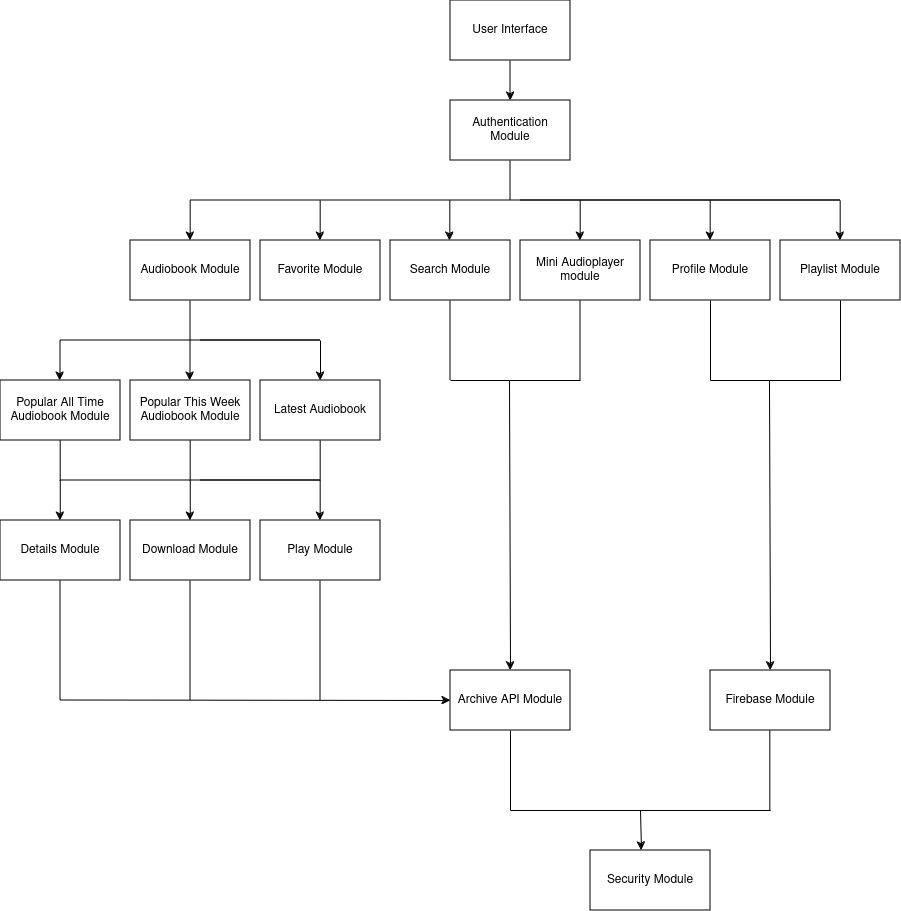 User Interface
Authentication
Module
Audiobook Module
Favorite Module
Search Module
Mini Audioplayer
module
Profile Module
Playlist Module
Popular All Time
Audiobook Module
Popular This Week
Audiobook Module
Latest Audiobook
Details Module
Download Module
Play Module
Archive API Module
Firebase Module
Security Module